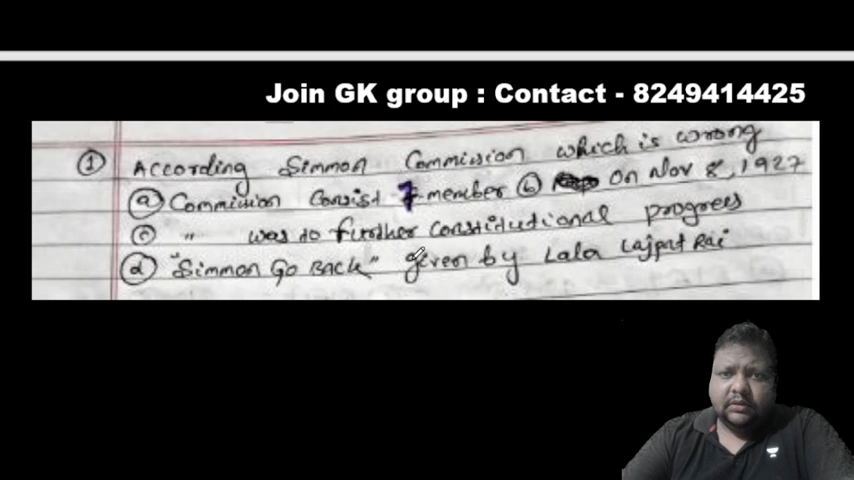 Join GK group : Contact - 8249414425
① According Simmon Commission which is wrong
ⓐ Commission Consist 7 member ⓑ on Nov 8, 1927
ⓒ " was to further constitutional progress
ⓓ "Simmon Go Back" given by Lala Lajpat Rai